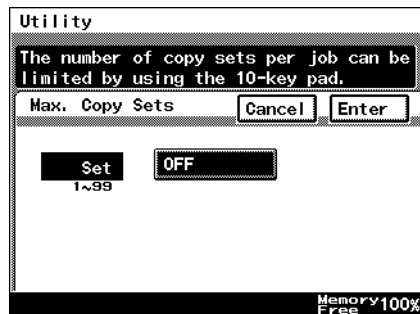 Utility
The number of copy sets per job can be
limited by using the 10-key pad.
Max. Copy Sets Cancel Enter
Set OFF
1~99
Memory
Free 100%